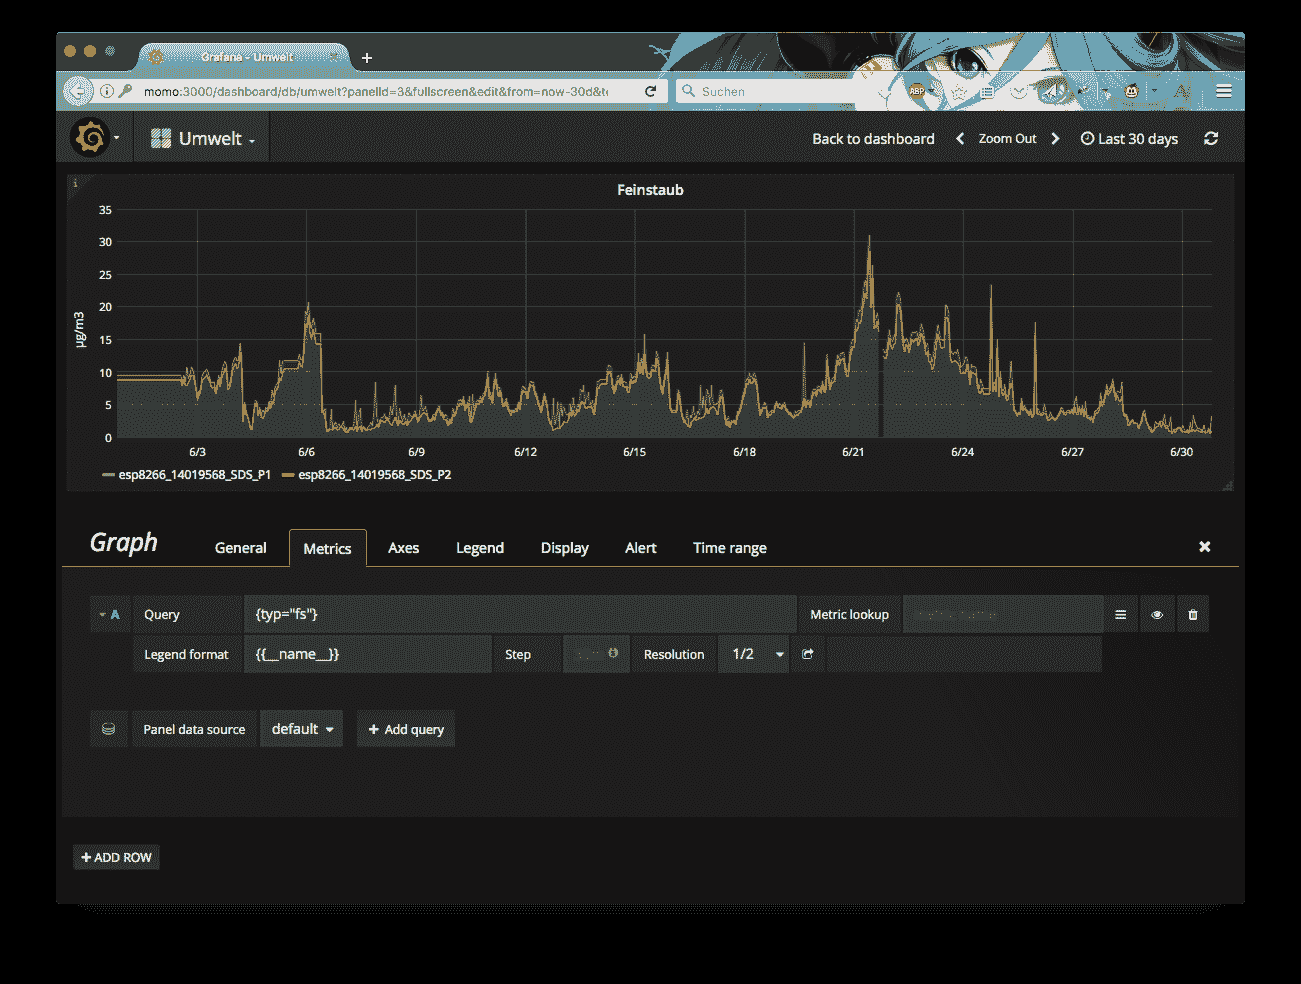 Grafana - Umwelt
momo:3000/dashboard/db/umwelt?panelId=3&fullscreen&edit&from=now-30d&t
Suchen
ABP
Umwelt
Back to dashboard
Zoom Out
Last 30 days
i
Feinstaub
35
30
25
20
15
10
5
0
µg/m3
6/3 6/6 6/9 6/12 6/15 6/18 6/21 6/24 6/27 6/30
esp8266_14019568_SDS_P1 esp8266_14019568_SDS_P2
Graph General Metrics Axes Legend Display Alert Time range
A Query {typ="fs"} Metric lookup
Legend format {{__name__}} Step Resolution 1/2
Panel data source default + Add query
+ ADD ROW